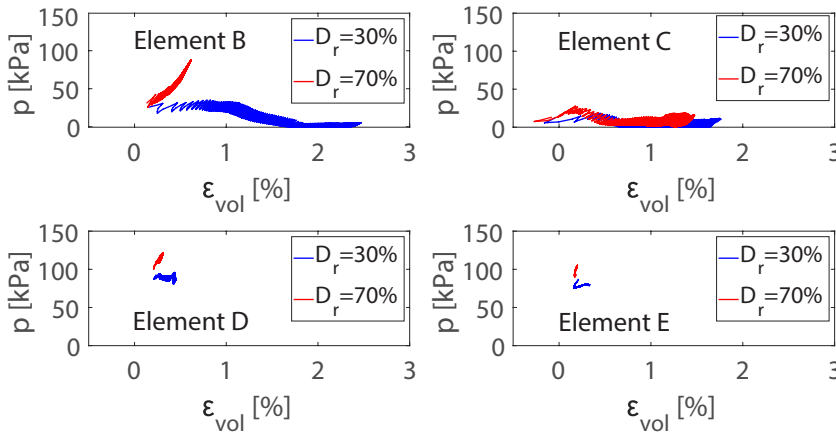 150
100
50
0
p [kPa]
Element B
D_r=30%
D_r=70%
0 1 2 3
ε_vol [%]
150
100
50
0
p [kPa]
Element C
D_r=30%
D_r=70%
0 1 2 3
ε_vol [%]
150
100
50
0
p [kPa]
Element D
D_r=30%
D_r=70%
0 1 2 3
ε_vol [%]
150
100
50
0
p [kPa]
Element E
D_r=30%
D_r=70%
0 1 2 3
ε_vol [%]